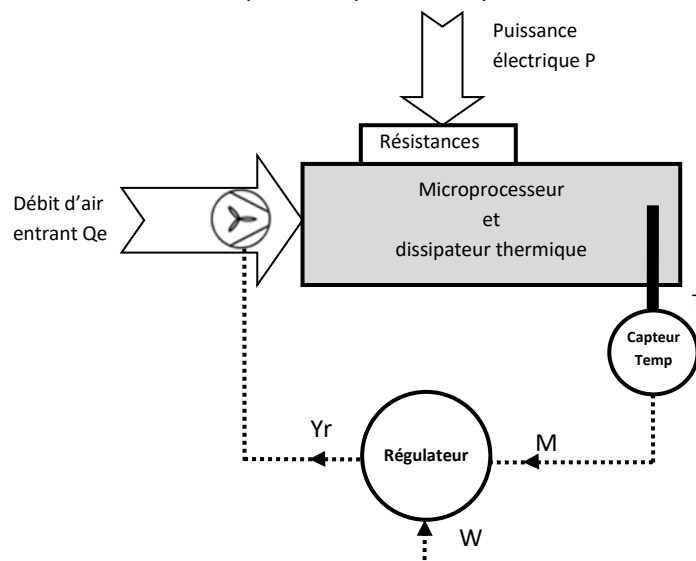 Puissance
électrique P
Résistances
Microprocesseur
et
dissipateur thermique
Débit d’air
entrant Qe
Capteur
Temp
Yr
Régulateur
M
W